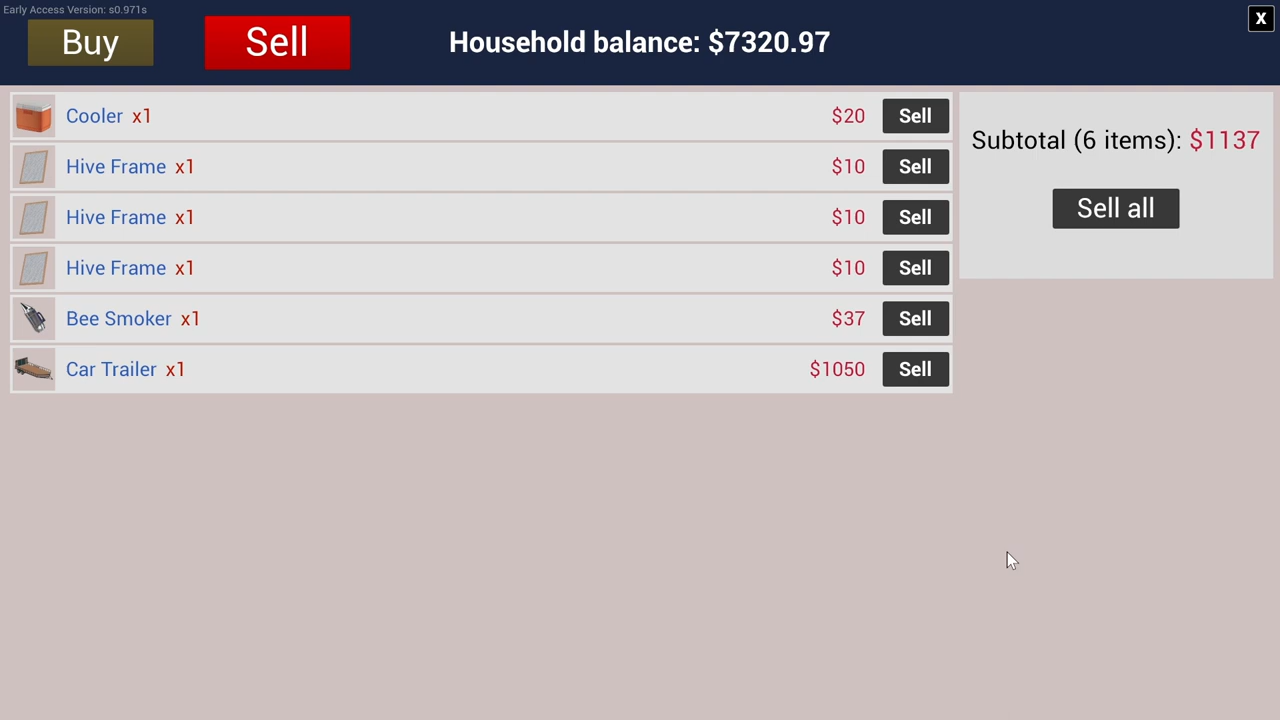 Early Access Version: s0.971s
Buy
Sell
Household balance: $7320.97
X
Cooler x1 $20 Sell
Hive Frame x1 $10 Sell
Hive Frame x1 $10 Sell
Hive Frame x1 $10 Sell
Bee Smoker x1 $37 Sell
Car Trailer x1 $1050 Sell
Subtotal (6 items): $1137
Sell all